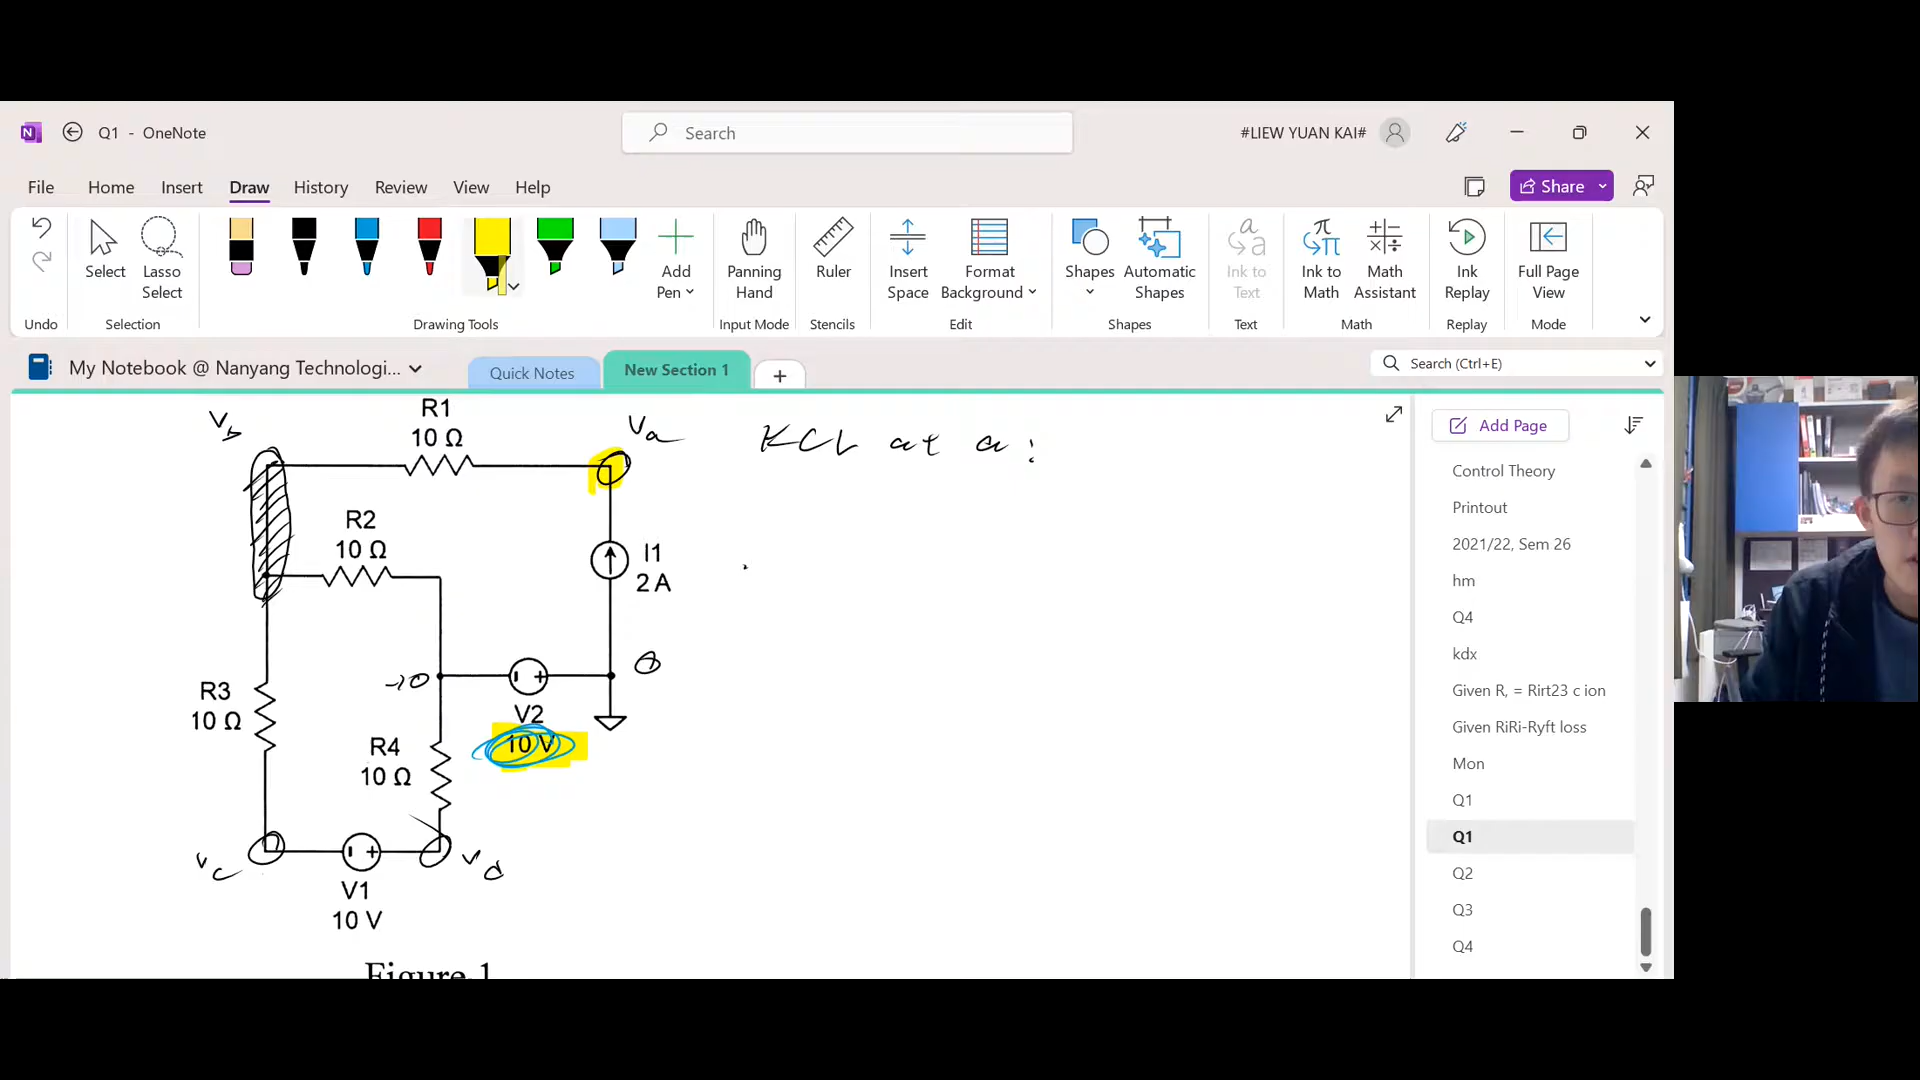 Q1 - OneNote
Search
#LIEW YUAN KAI#
File Home Insert Draw History Review View Help
Share
Select
Lasso Select
Add Pen
Panning Hand
Ruler
Insert Space
Format Background
Shapes
Automatic Shapes
Ink to Text
Ink to Math
Math Assistant
Ink Replay
Full Page View
Undo Selection Drawing Tools Input Mode Stencils Edit Shapes Text Math Replay Mode
My Notebook @ Nanyang Technologi...
Quick Notes
New Section 1
Search (Ctrl+E)
Add Page
Control Theory
Printout
2021/22, Sem 26
hm
Q4
kdx
Given R, = Rirt23 c ion
Given RiRi-Ryft loss
Mon
Q1
Q1
Q2
Q3
Q4
Vb
R1
10 Ω
Va
KCL at a:
R2
10 Ω
I1
2 A
0
-10
R3
10 Ω
V2
10 V
R4
10 Ω
Vc
Vd
V1
10 V
Figure 1